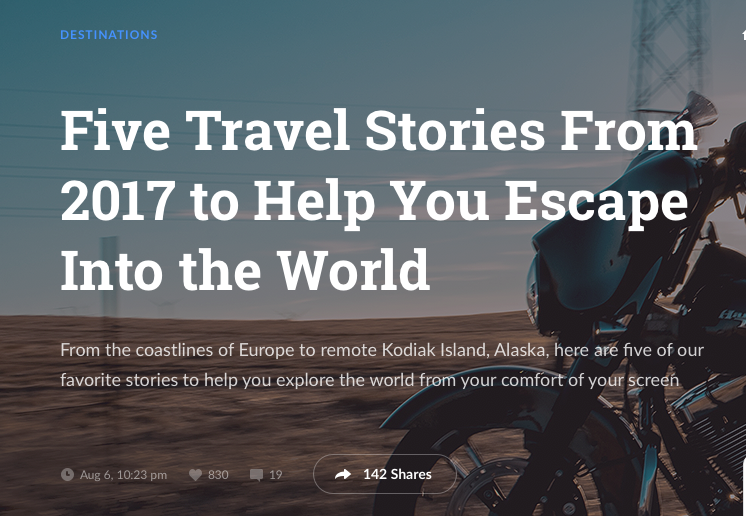 DESTINATIONS
Five Travel Stories From
2017 to Help You Escape
Into the World
From the coastlines of Europe to remote Kodiak Island, Alaska, here are five of our
favorite stories to help you explore the world from your comfort of your screen
Aug 6, 10:23 pm 830 19 142 Shares